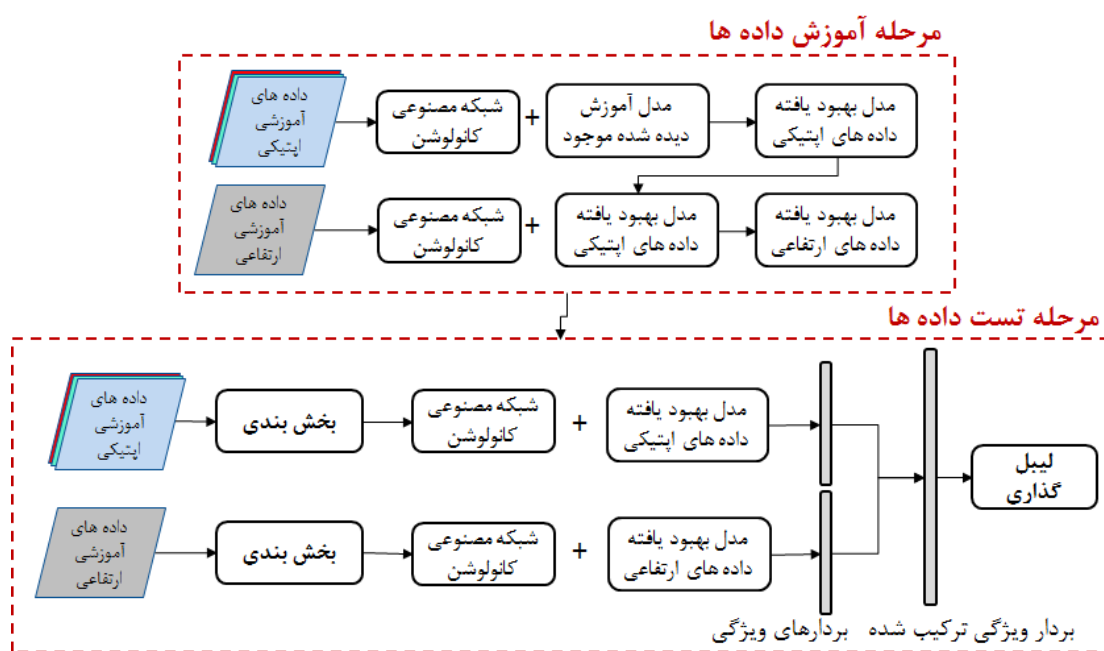 مرحله آموزش داده ها
داده های
آموزشی
اپتیکی
شبکه مصنوعی
کانولوشن
+
مدل آموزش
دیده شده موجود
مدل بهبود یافته
داده های اپتیکی
داده های
آموزشی
ارتفاعی
شبکه مصنوعی
کانولوشن
+
مدل بهبود یافته
داده های اپتیکی
مدل بهبود یافته
داده های ارتفاعی
مرحله تست داده ها
داده های
آموزشی
اپتیکی
بخش بندی
شبکه مصنوعی
کانولوشن
+
مدل بهبود یافته
داده های اپتیکی
داده های
آموزشی
ارتفاعی
بخش بندی
شبکه مصنوعی
کانولوشن
+
مدل بهبود یافته
داده های ارتفاعی
لیبل
گذاری
بردارهای ویژگی
بردار ویژگی ترکیب شده